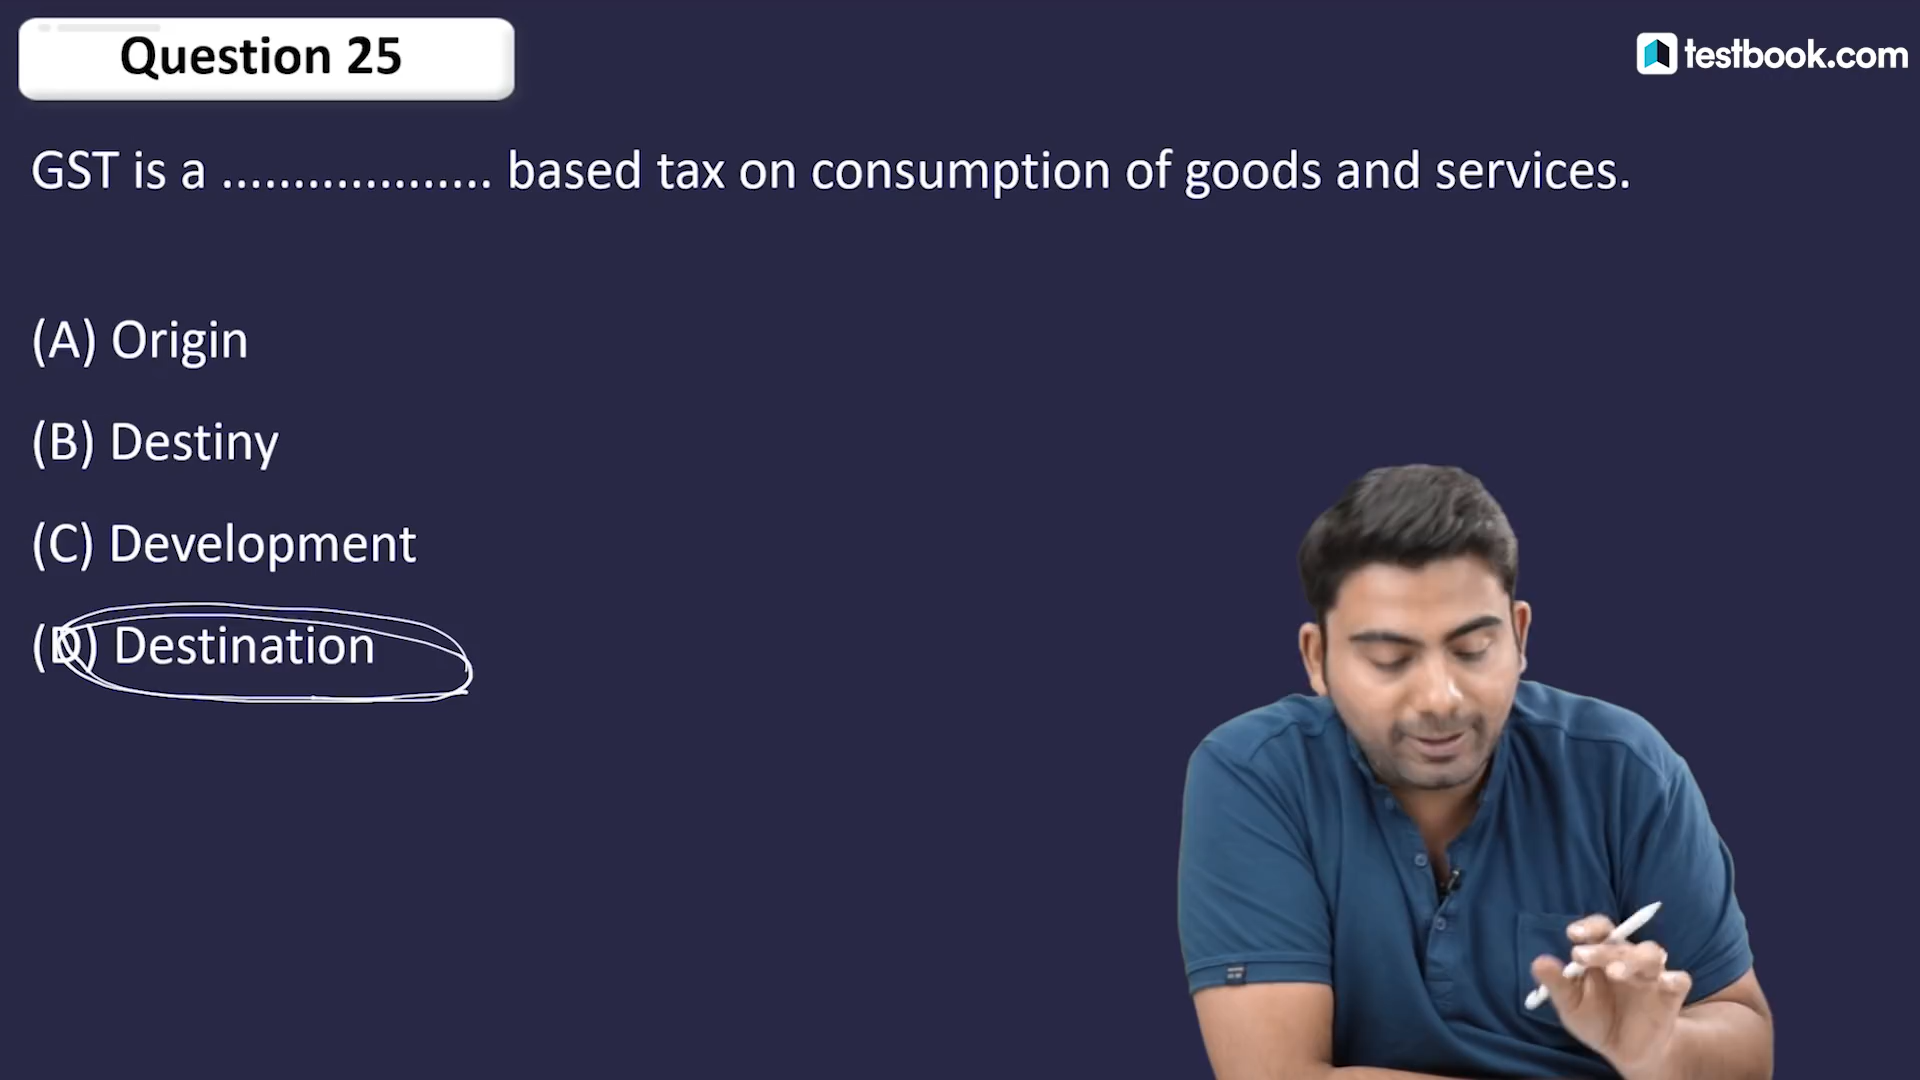 Question 25
testbook.com
GST is a ................... based tax on consumption of goods and services.
(A) Origin
(B) Destiny
(C) Development
(D) Destination